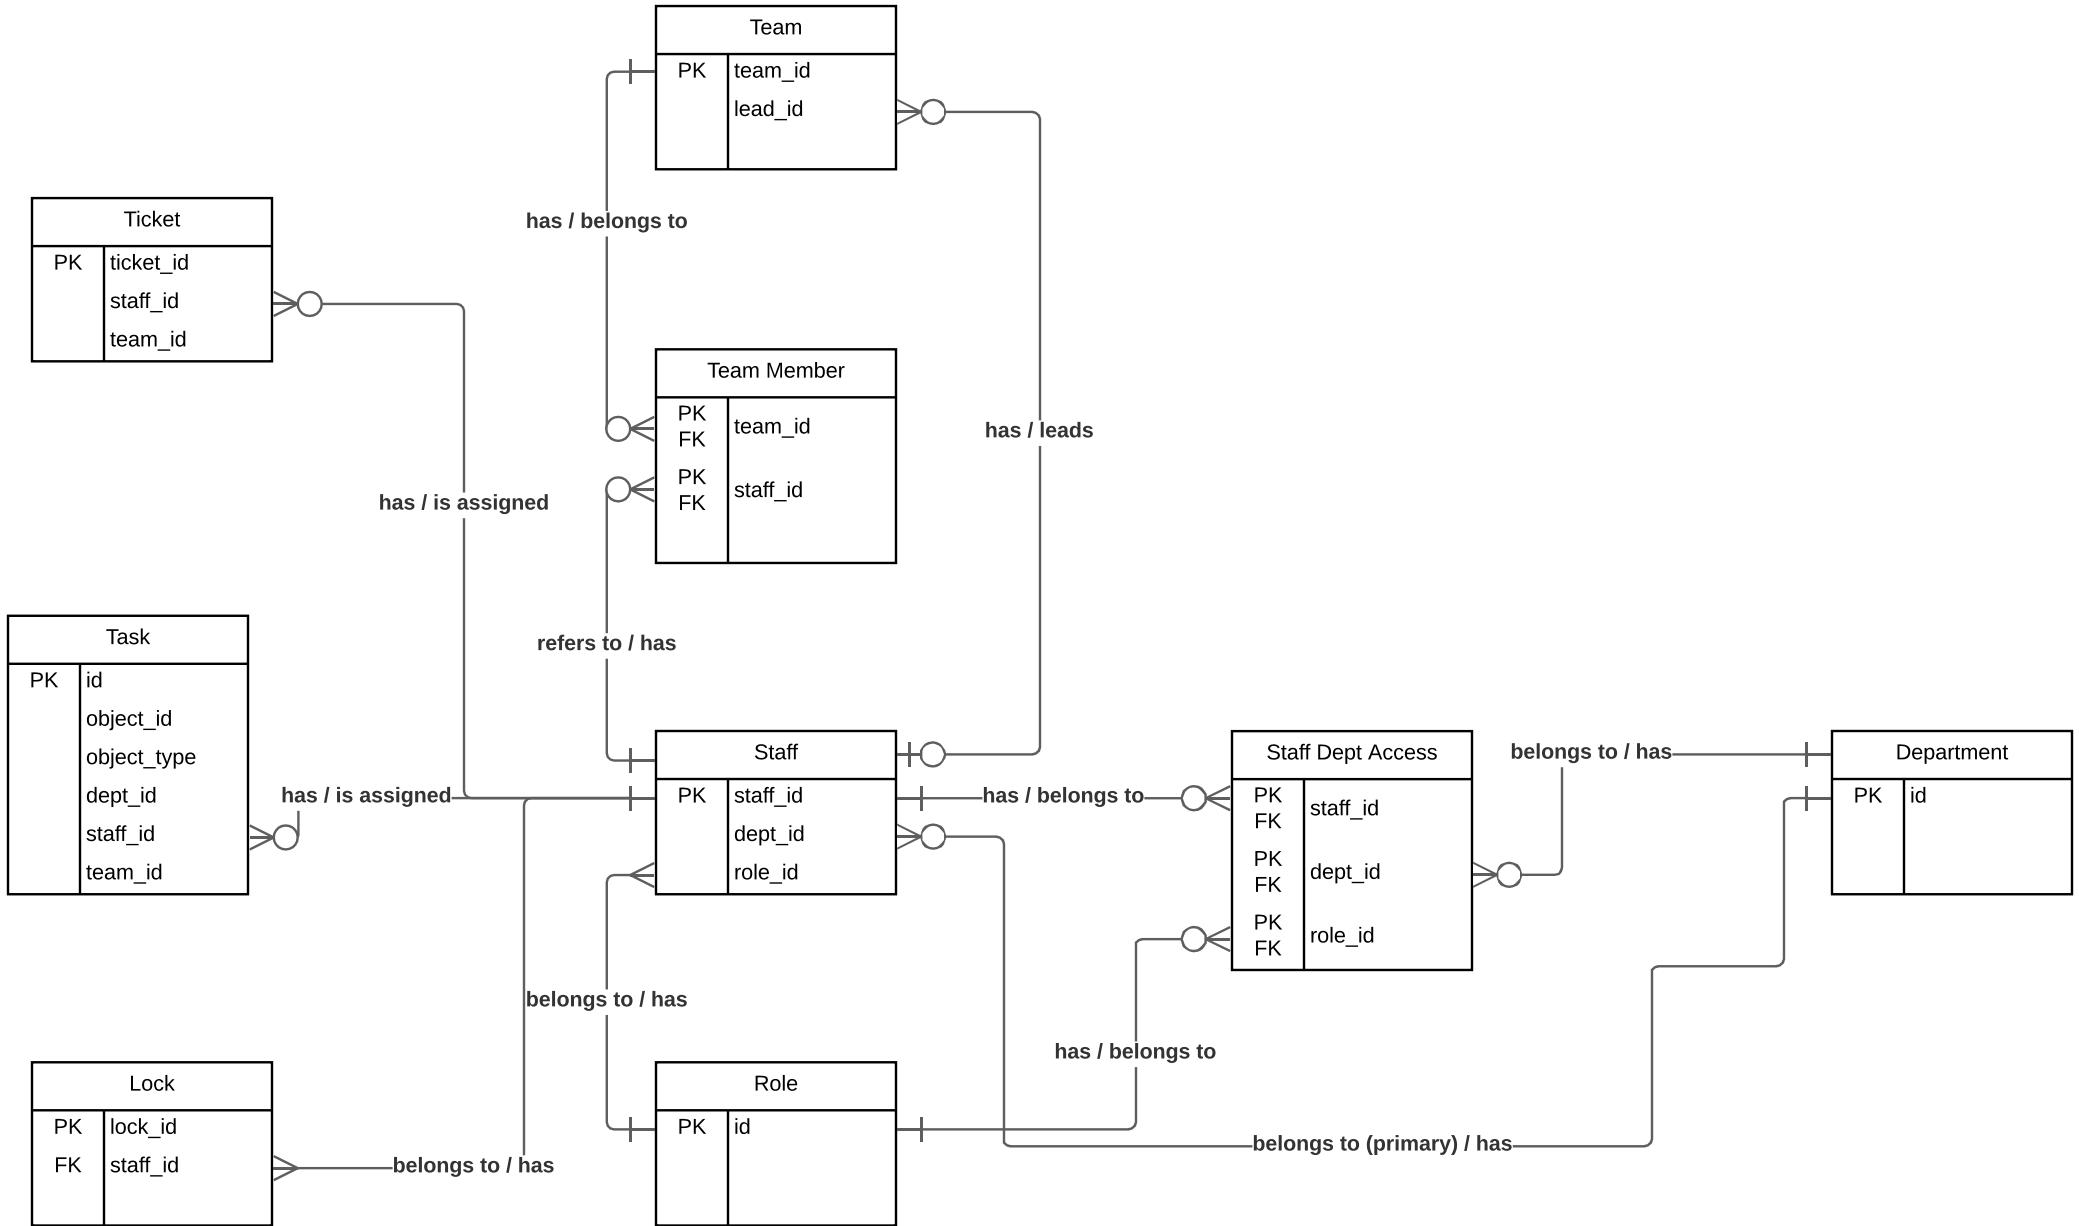 Team
PK team_id
lead_id
Ticket
PK ticket_id
staff_id
team_id
has / belongs to
Team Member
PK
FK
team_id
PK
FK
staff_id
has / leads
has / is assigned
refers to / has
Task
PK id
object_id
object_type
dept_id
staff_id
team_id
has / is assigned
Staff
PK staff_id
dept_id
role_id
has / belongs to
Staff Dept Access
PK
FK
staff_id
PK
FK
dept_id
PK
FK
role_id
belongs to / has
Department
PK id
belongs to / has
has / belongs to
Lock
PK lock_id
FK staff_id
belongs to / has
Role
PK id
belongs to (primary) / has